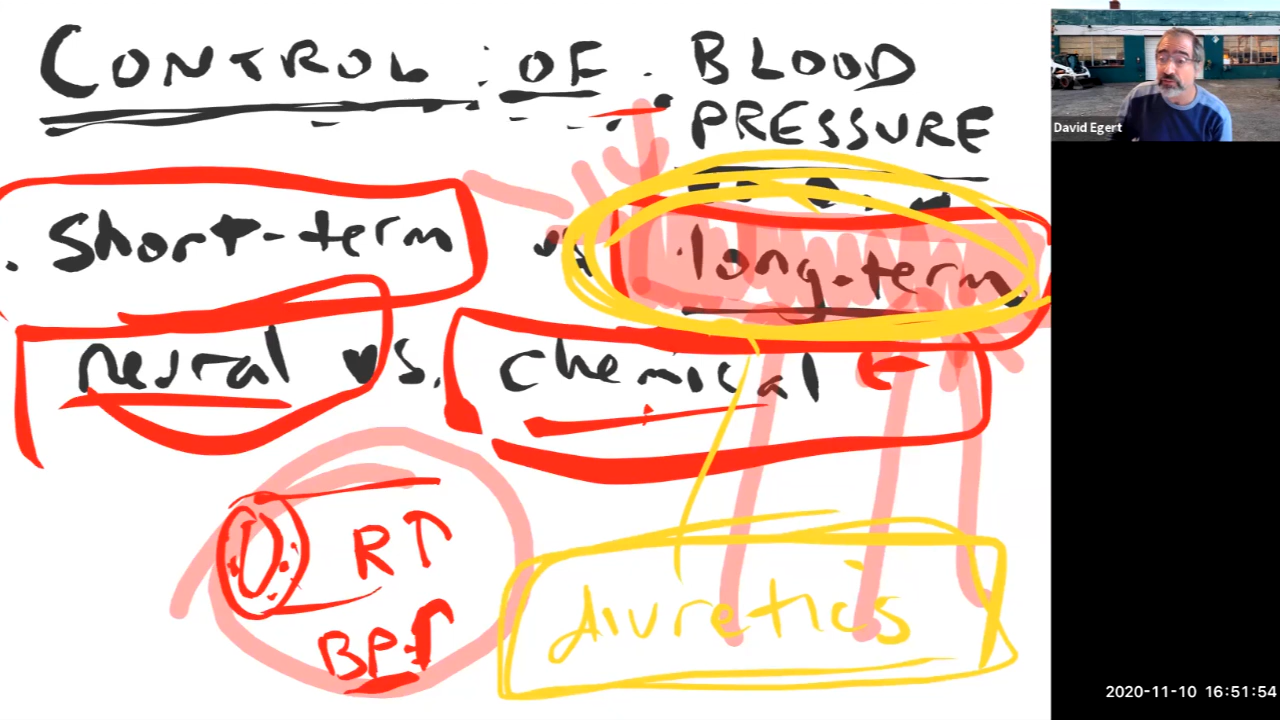 CONTROL OF BLOOD
PRESSURE
short-term vs long-term
neural vs. chemical
R↑
BP↑
diuretics
David Egert
2020-11-10 16:51:54